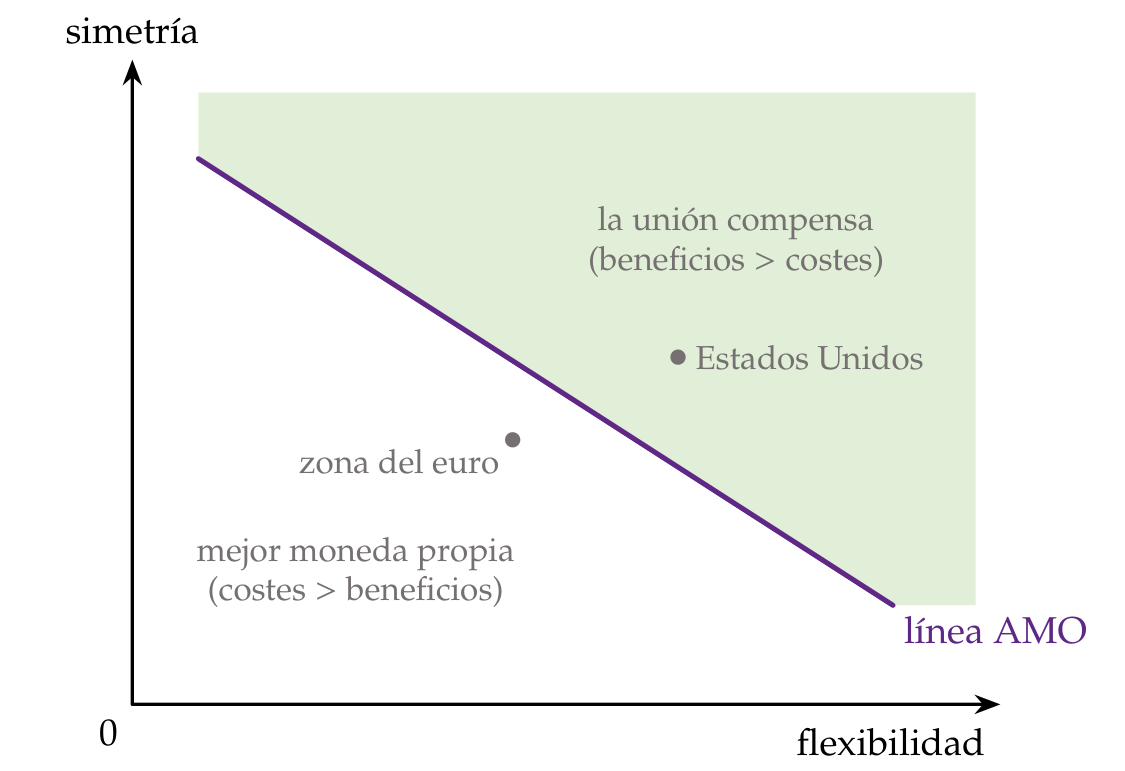 simetría
la unión compensa
(beneficios > costes)
Estados Unidos
zona del euro
mejor moneda propia
(costes > beneficios)
línea AMO
0
flexibilidad